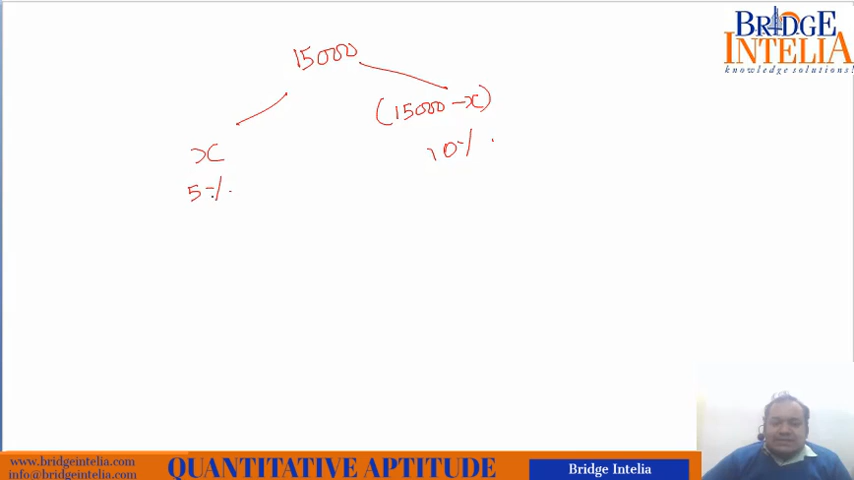 BRIDGE
INTELIA
knowledge solutions!
15000
(15000-x)
x
10%
5%
www.bridgeintelia.com
info@bridgeintelia.com
QUANTITATIVE APTITUDE
Bridge Intelia